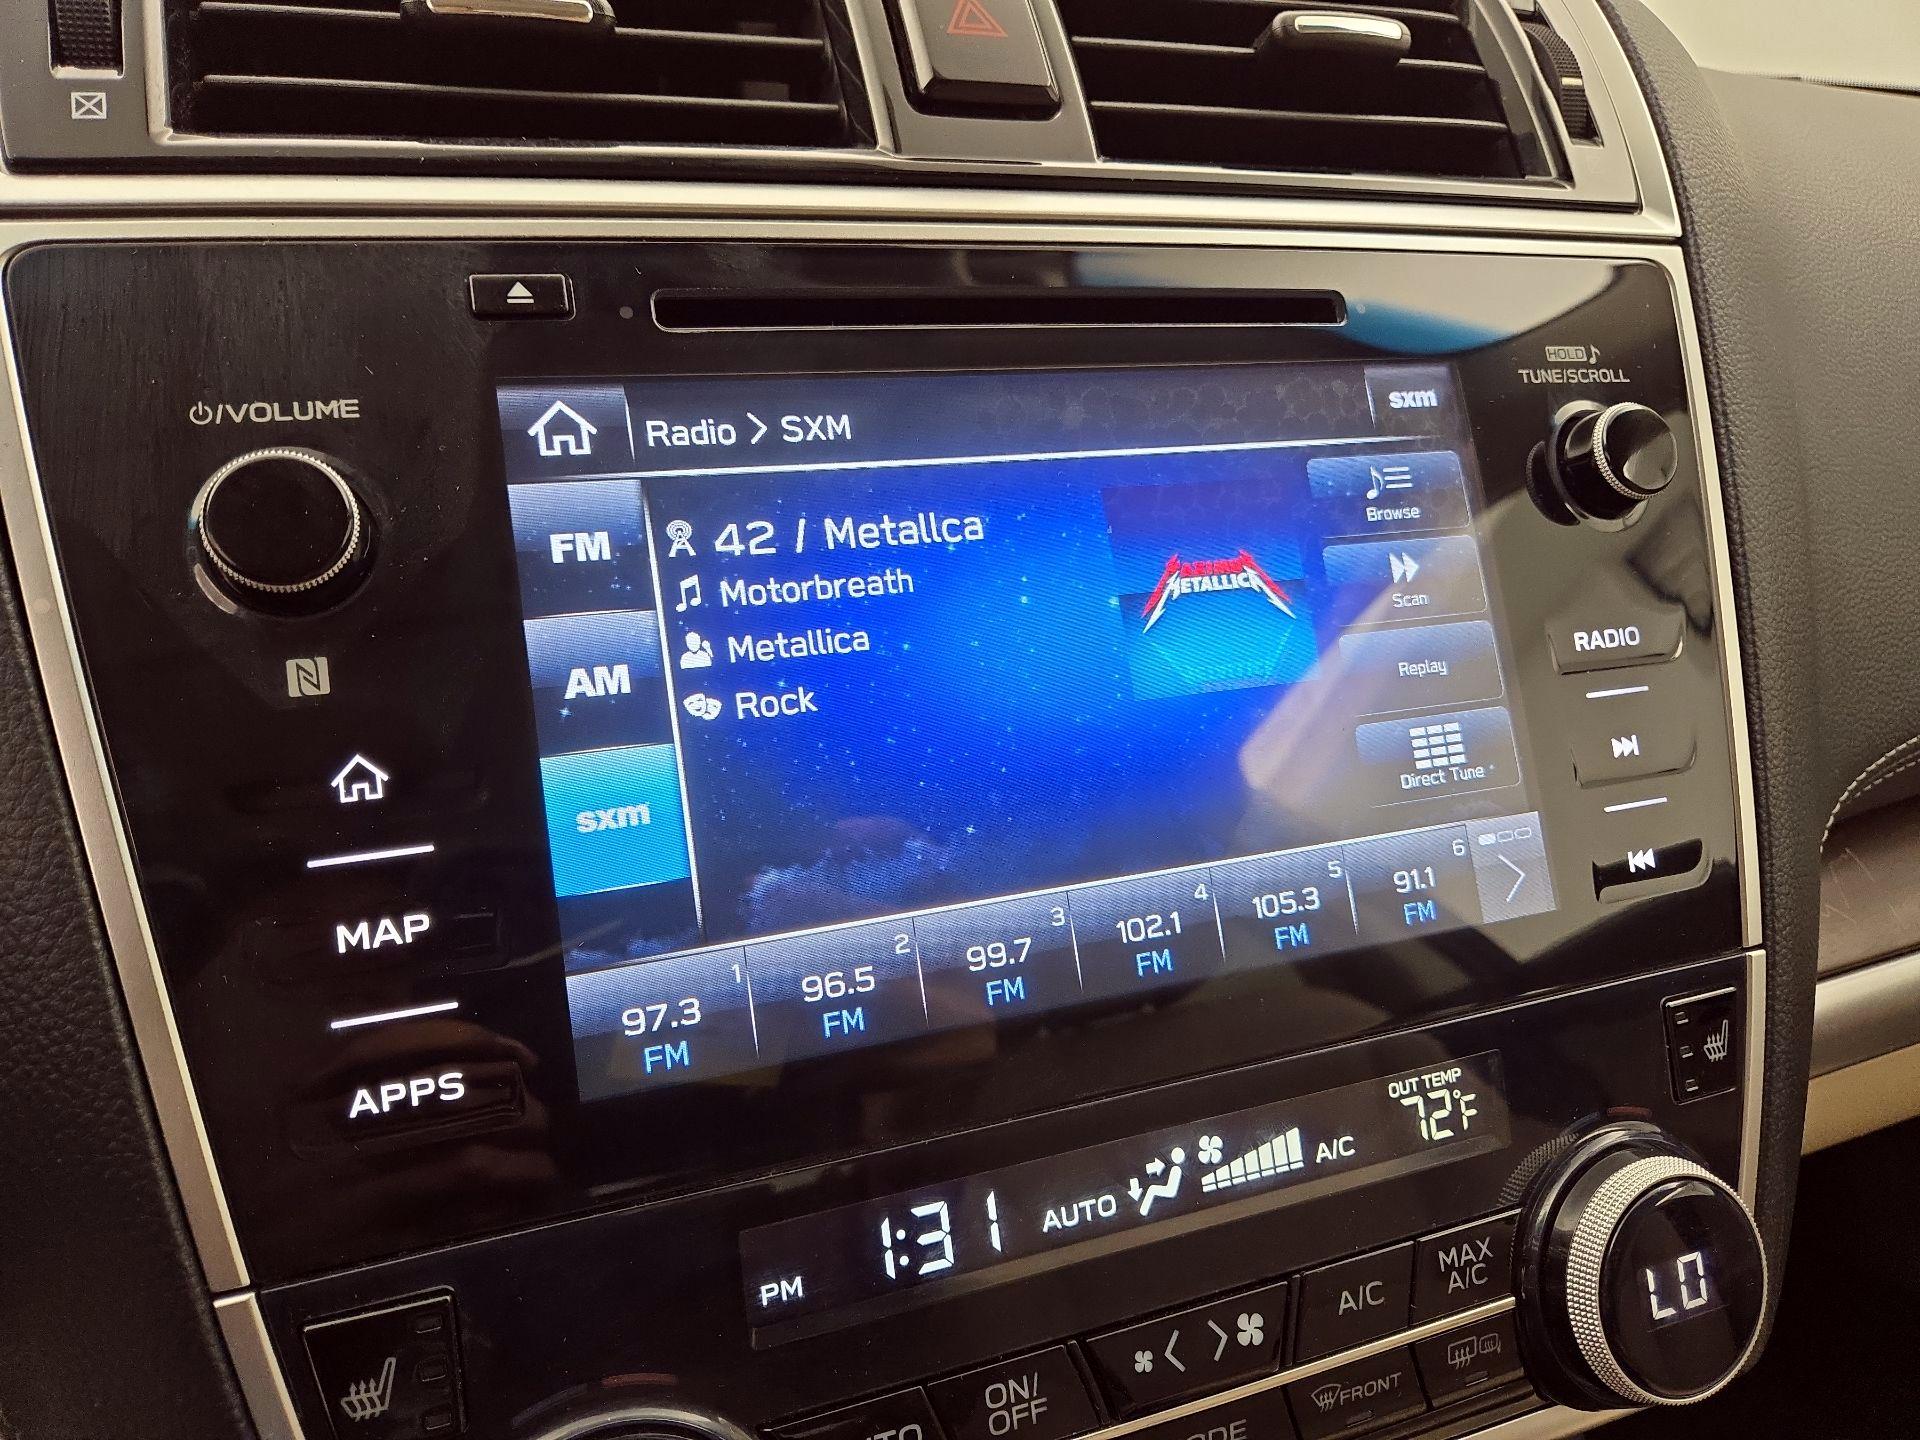 /VOLUME
HOLD
TUNE/SCROLL
Radio > SXM
sxm
FM
AM
sxm
42 / Metallca
Motorbreath
Metallica
Rock
METALLICA
Browse
Scan
Replay
Direct Tune
RADIO
MAP
APPS
1
97.3
FM
2
96.5
FM
3
99.7
FM
4
102.1
FM
5
105.3
FM
6
91.1
FM
OUT TEMP
72°F
PM 1:31 AUTO A/C
LO
ON/
OFF
A/C
MAX
A/C
FRONT